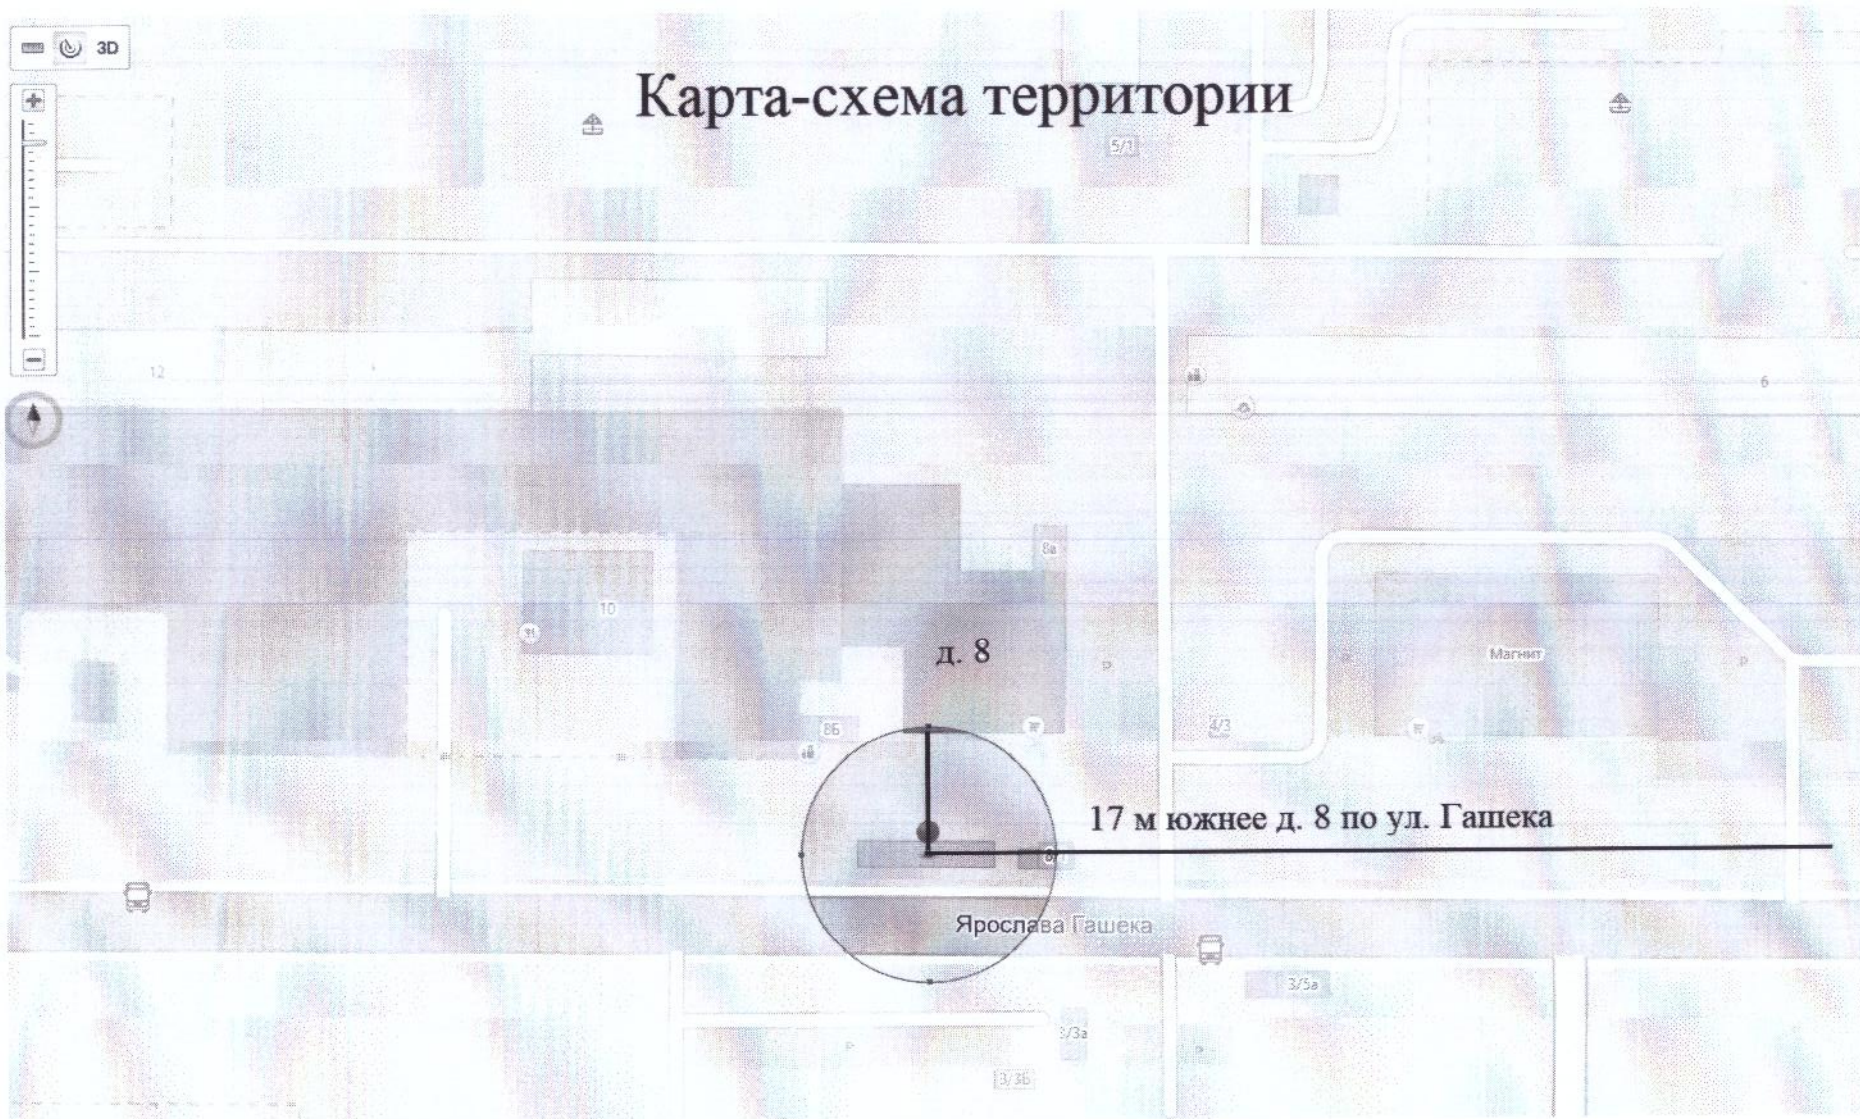 3D
Карта-схема территории
5/1
12
6
8а
10
31
д. 8
Магнит
8Б
4/3
17 м южнее д. 8 по ул. Гашека
Ярослава Гашека
3/5а
3/3а
3/3Б